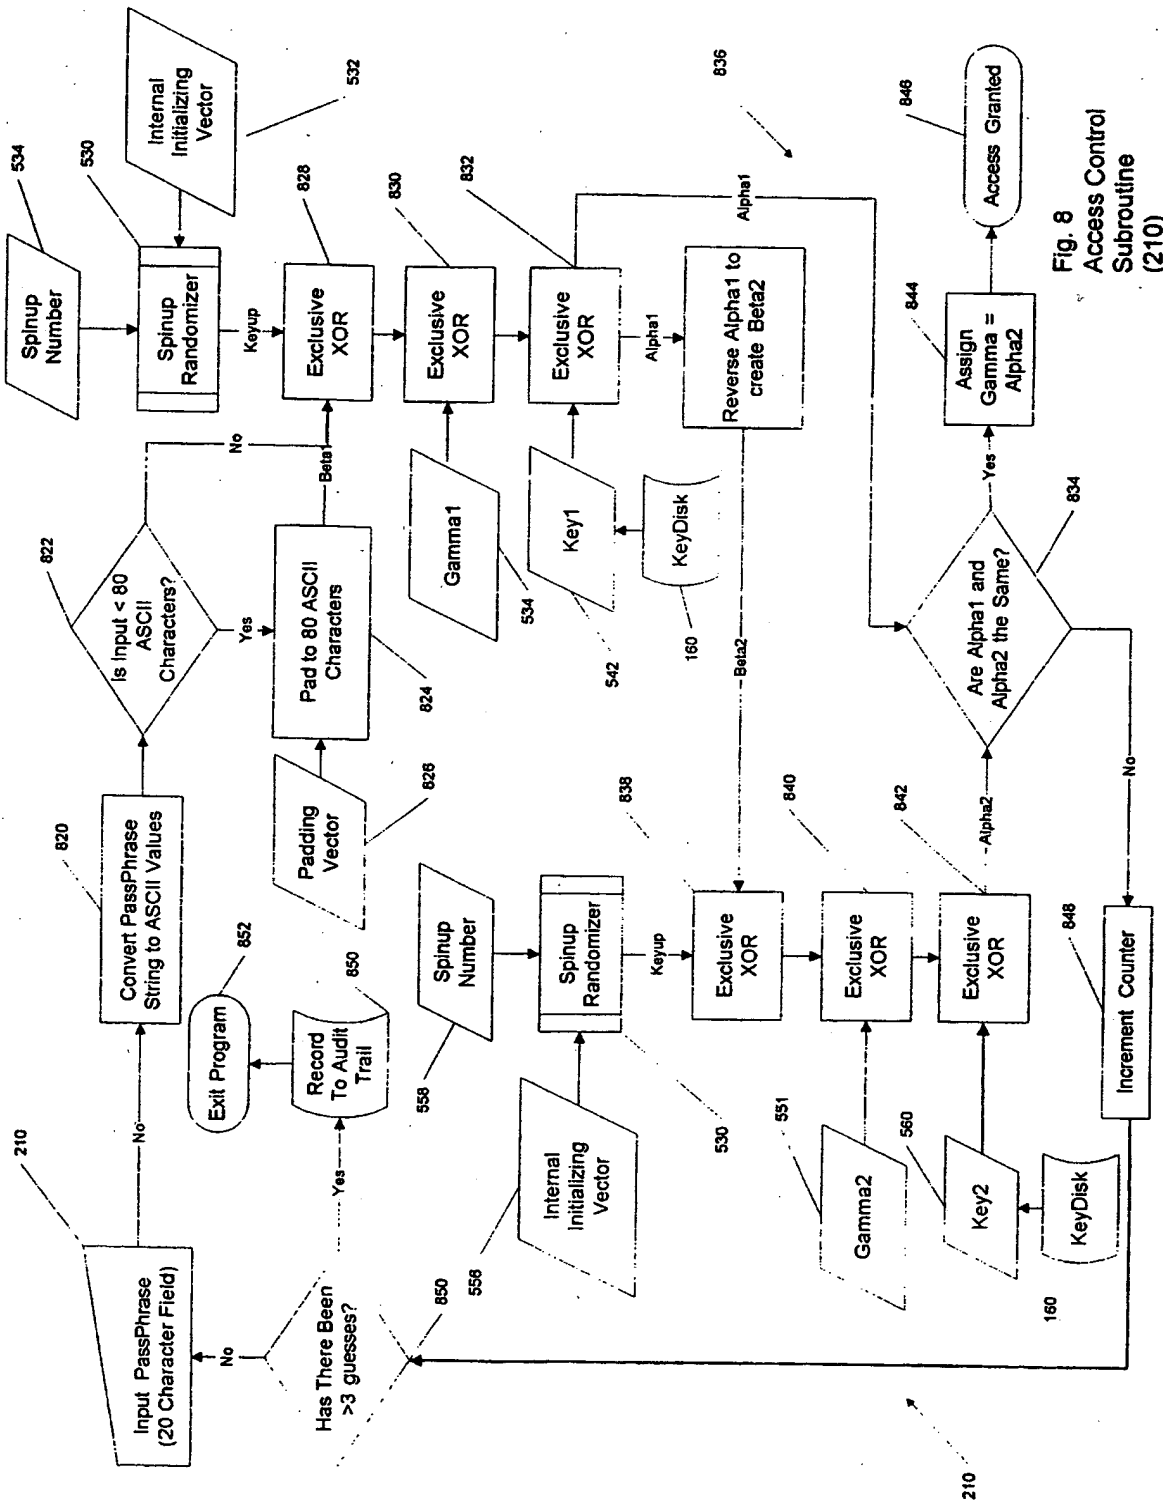 210
Input PassPhrase
(20 Character Field)
No
820
Convert PassPhrase
String to ASCII Values
822
Is Input < 80
ASCII
Characters?
No
Yes
534
Spinup
Number
530
Spinup
Randomizer
Internal
Initializing
Vector
532
Keyup
852
Exit Program
850
Record
To Audit
Trail
Yes
Has There Been
>3 guesses?
No
850
Padding
Vector
826
Pad to 80 ASCII
Characters
824
Beta1
Exclusive
XOR
828
Exclusive
XOR
830
Gamma1
534
Exclusive
XOR
832
Key1
542
KeyDisk
160
Alpha1
Alpha1
Reverse Alpha1 to
create Beta2
836
Beta2
Spinup
Number
558
Spinup
Randomizer
530
Internal
Initializing
Vector
556
Keyup
Exclusive
XOR
838
Exclusive
XOR
840
Gamma2
551
Exclusive
XOR
842
Key2
560
KeyDisk
160
Alpha2
Are Alpha1 and
Alpha2 the Same?
834
Yes
No
Assign
Gamma =
Alpha2
844
Access Granted
846
Increment Counter
848
210
Fig. 8
Access Control
Subroutine
(210)